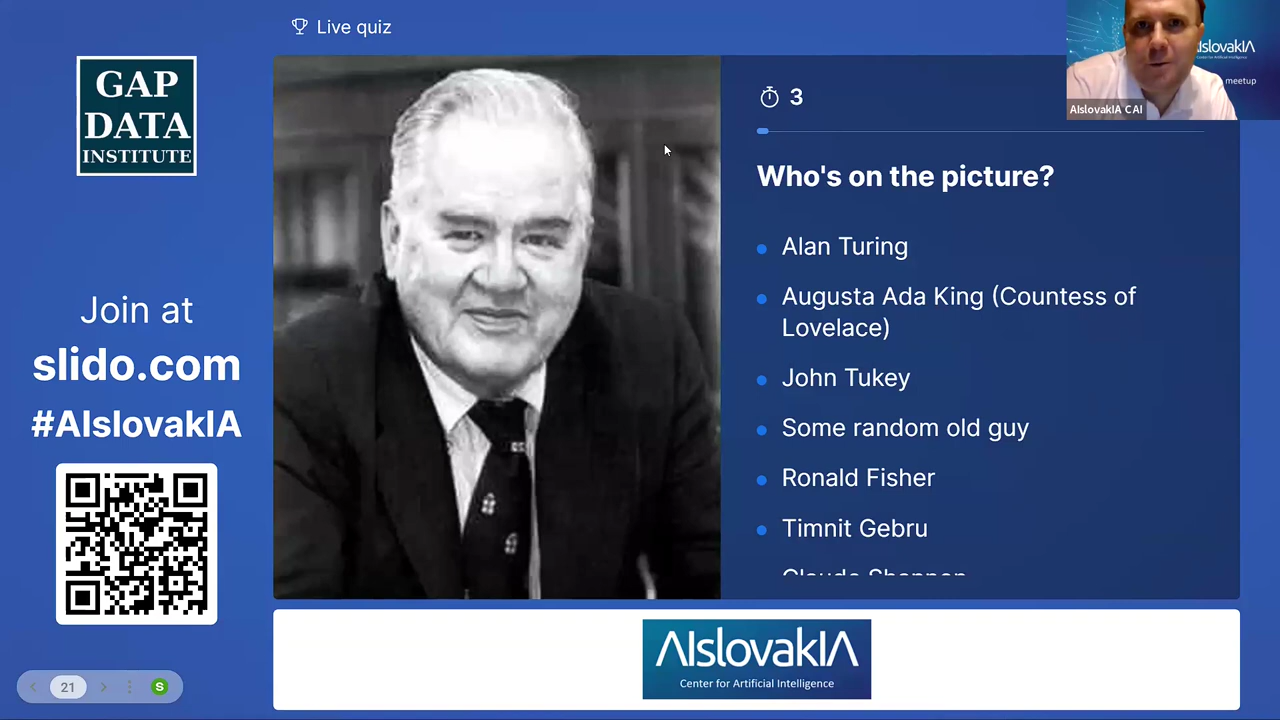 Live quiz
GAP
DATA
INSTITUTE
Join at
slido.com
#AIslovakIA
21
S
3
Who's on the picture?
Alan Turing
Augusta Ada King (Countess of
Lovelace)
John Tukey
Some random old guy
Ronald Fisher
Timnit Gebru
Claude Shannon
AIslovakIA
Center for Artificial Intelligence
AIslovakIA CAI
meetup